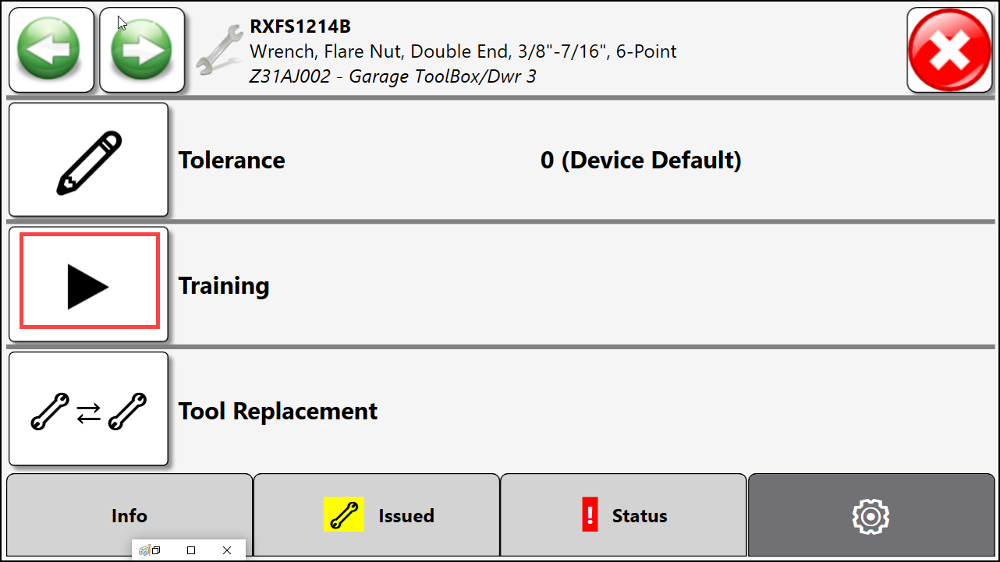 RXFS1214B
Wrench, Flare Nut, Double End, 3/8"-7/16", 6-Point
Z31AJ002 - Garage ToolBox/Dwr 3
Tolerance 0 (Device Default)
Training
Tool Replacement
Info ! Issued Status